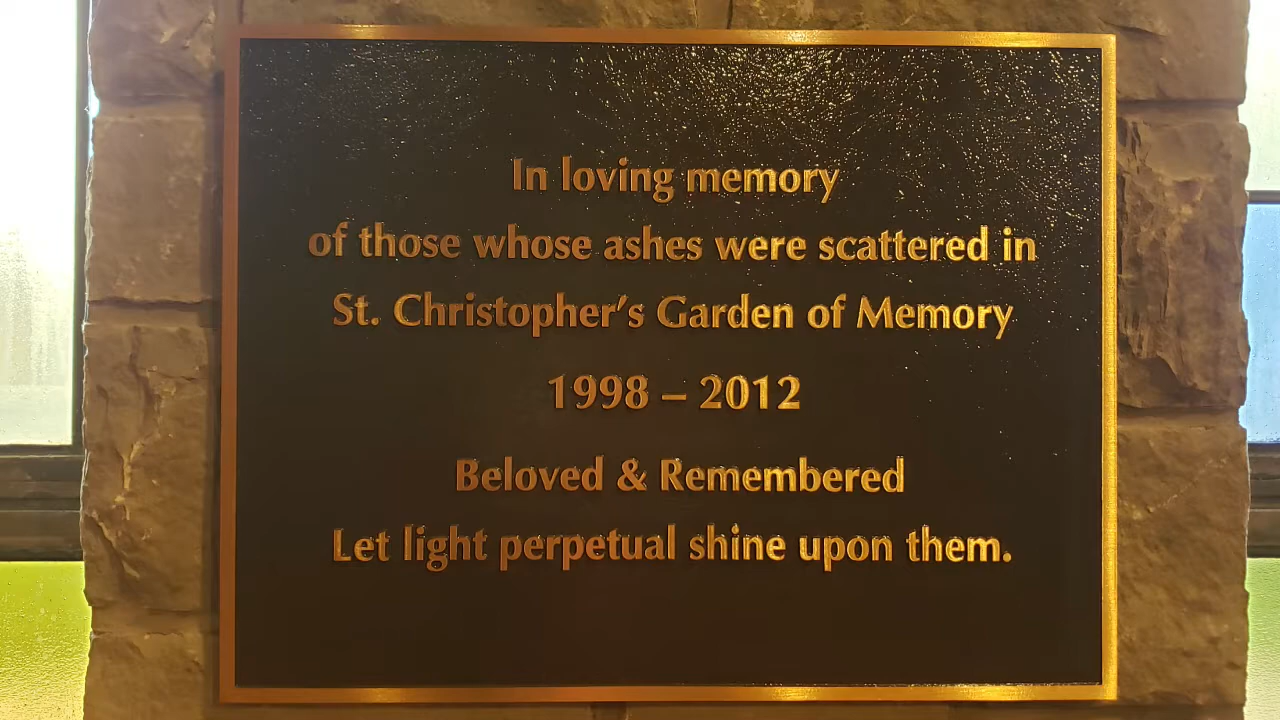 In loving memory
of those whose ashes were scattered in
St. Christopher’s Garden of Memory
1998 – 2012
Beloved & Remembered
Let light perpetual shine upon them.